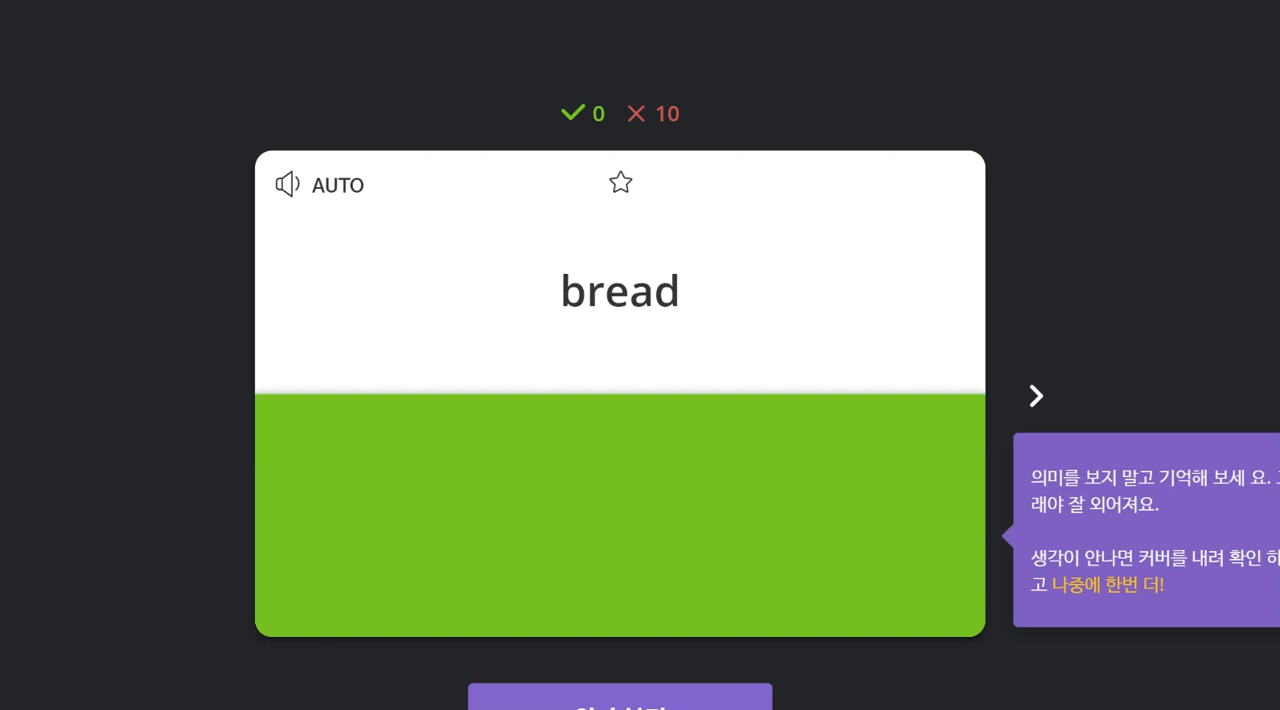 0 10
AUTO
bread
의미를 보지 말고 기억해 보세 요.
래야 잘 외어져요.
생각이 안나면 커버를 내려 확인 하
고 나중에 한번 더!